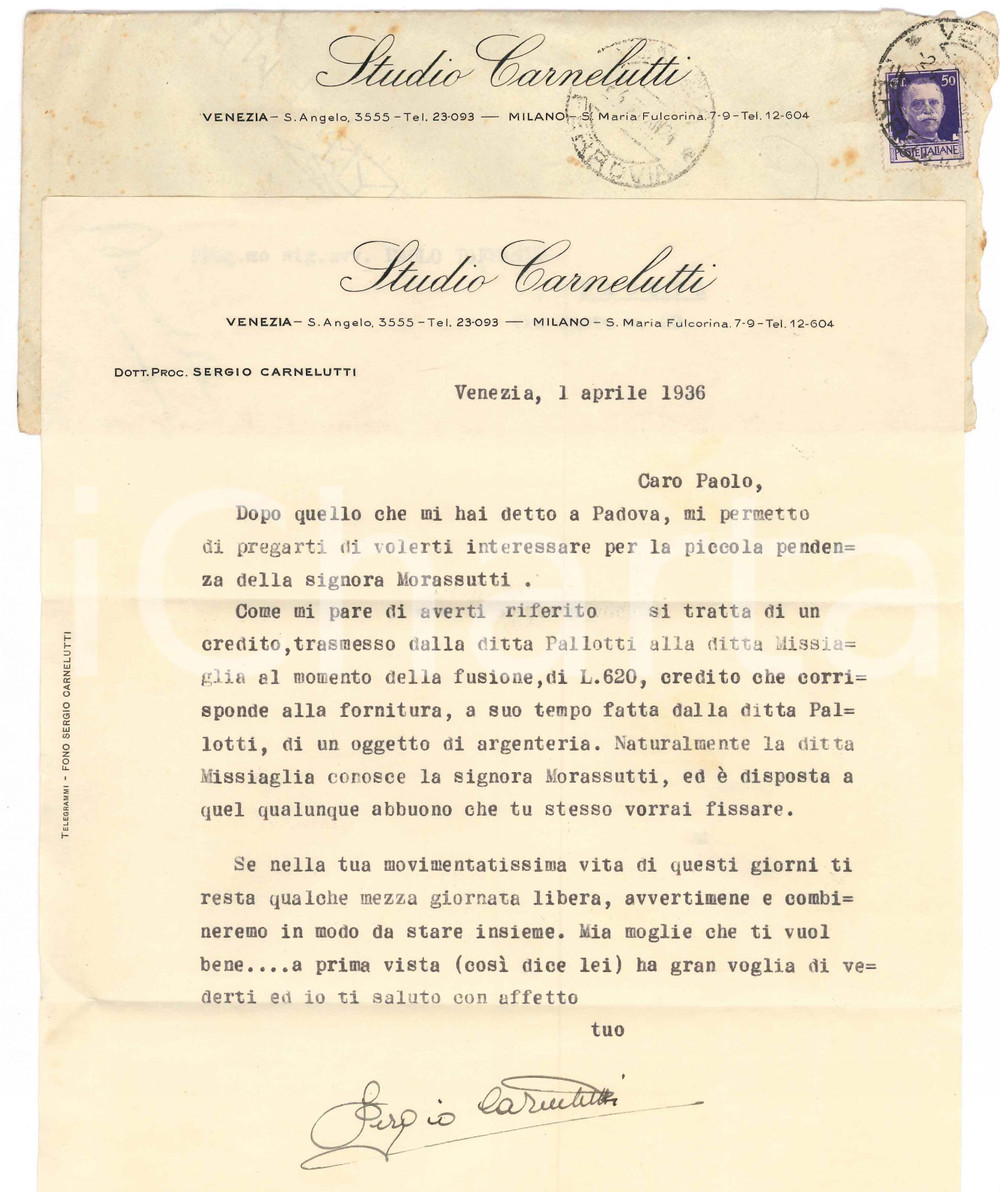 Studio Carnelutti
VENEZIA – S. Angelo, 3555 – Tel. 23-093 — MILANO – S. Maria Fulcorina, 7-9 – Tel. 12-604
FERROVIA
CT. 50
POSTE ITALIANE
Studio Carnelutti
VENEZIA – S. Angelo, 3555 – Tel. 23-093 — MILANO – S. Maria Fulcorina, 7-9 – Tel. 12-604
DOTT. PROC. SERGIO CARNELUTTI
Venezia, 1 aprile 1936
Caro Paolo,
Dopo quello che mi hai detto a Padova, mi permetto
di pregarti di volerti interessare per la piccola penden=
za della signora Morassutti .
Come mi pare di averti riferito si tratta di un
credito,trasmesso dalla ditta Pallotti alla ditta Missia=
glia al momento della fusione,di L.620, credito che corri=
sponde alla fornitura, a suo tempo fatta dalla ditta Pal=
lotti, di un oggetto di argenteria. Naturalmente la ditta
Missiaglia conosce la signora Morassutti, ed è disposta a
quel qualunque abbuono che tu stesso vorrai fissare.
Se nella tua movimentatissima vita di questi giorni ti
resta qualche mezza giornata libera, avvertimene e combi=
neremo in modo da stare insieme. Mia moglie che ti vuol
bene....a prima vista (così dice lei) ha gran voglia di ve=
derti ed io ti saluto con affetto
tuo
Sergio Carnelutti
TELEGRAMMI - FONO SERGIO CARNELUTTI
iCharta